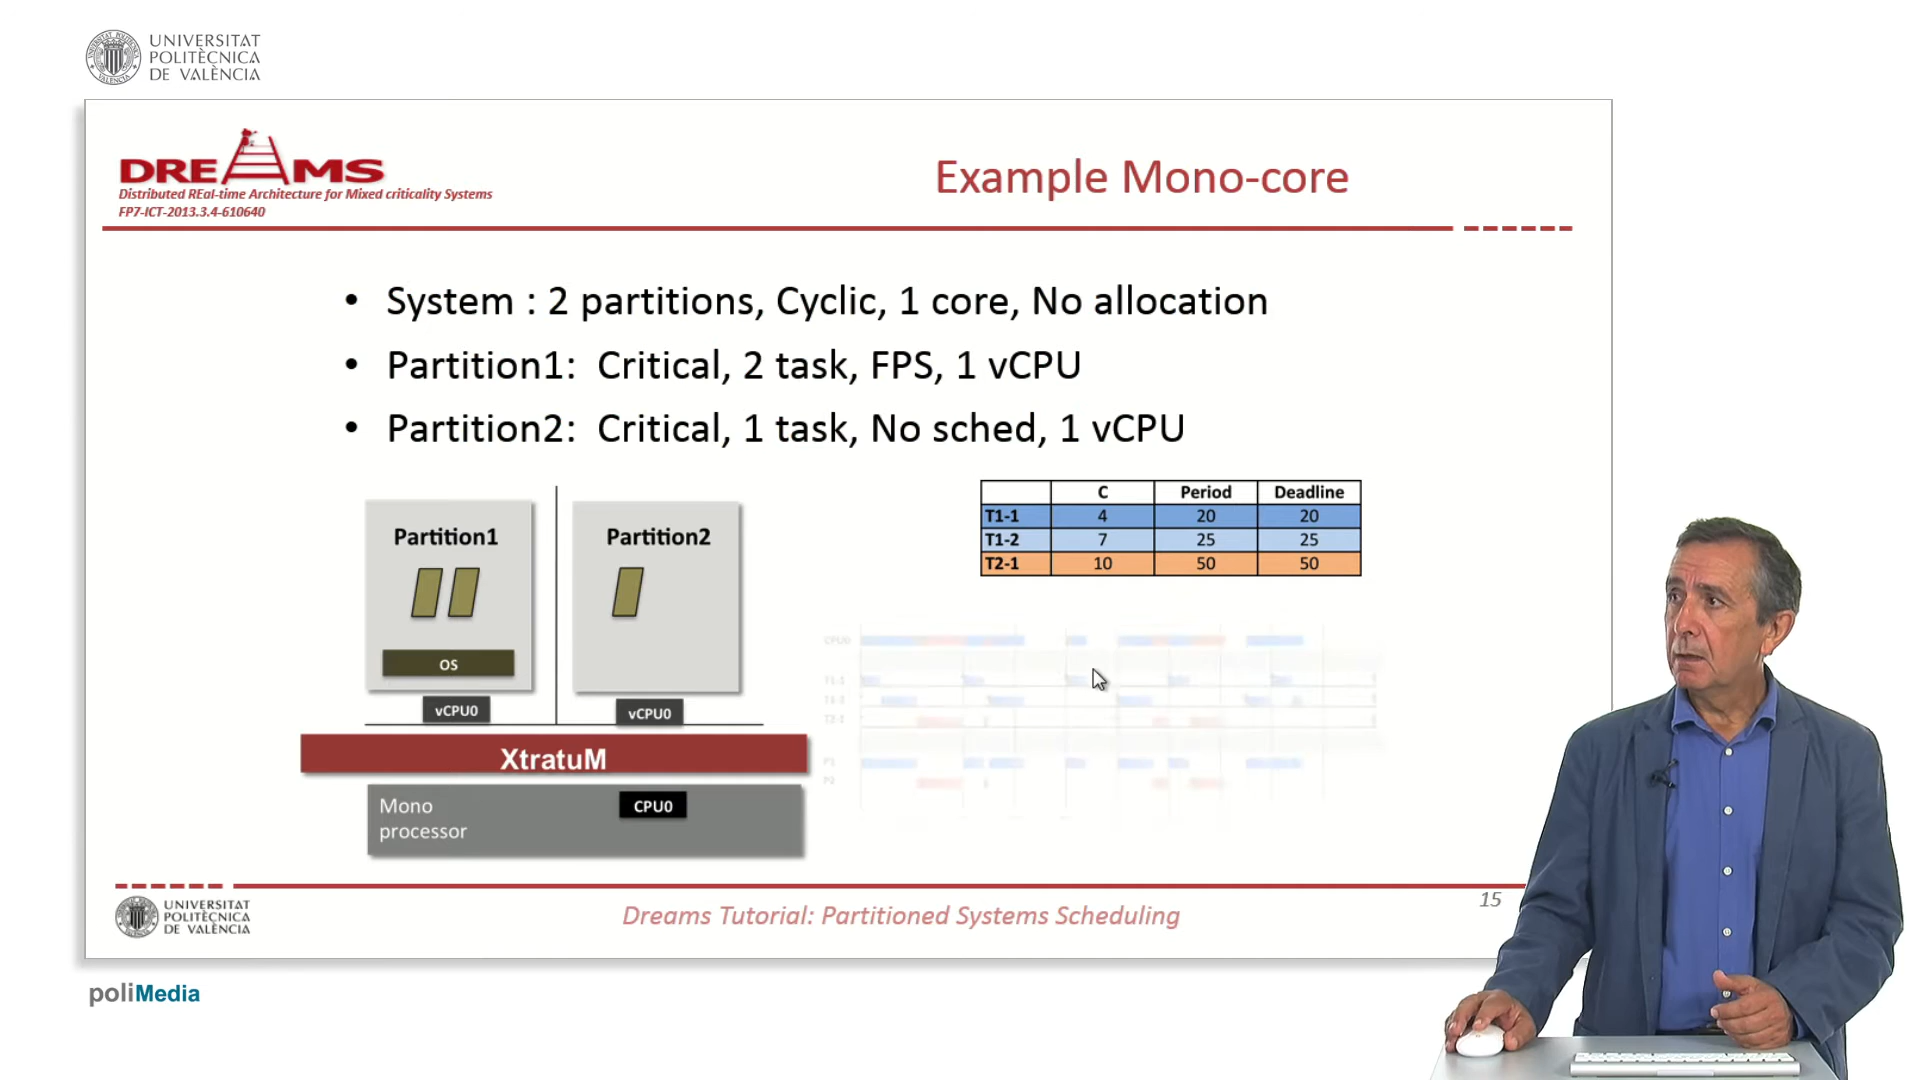 UNIVERSITAT
POLITÈCNICA
DE VALÈNCIA
DREAMS
Distributed REal-time Architecture for Mixed criticality Systems
FP7-ICT-2013.3.4-610640
Example Mono-core
• System : 2 partitions, Cyclic, 1 core, No allocation
• Partition1: Critical, 2 task, FPS, 1 vCPU
• Partition2: Critical, 1 task, No sched, 1 vCPU
Partition1
Partition2
OS
vCPU0
vCPU0
XtratuM
Mono
processor
CPU0
C Period Deadline
T1-1 4 20 20
T1-2 7 25 25
T2-1 10 50 50
CPU0
T1-1
T1-2
T2-1
P1
P2
UNIVERSITAT
POLITÈCNICA
DE VALÈNCIA
Dreams Tutorial: Partitioned Systems Scheduling
15
poliMedia